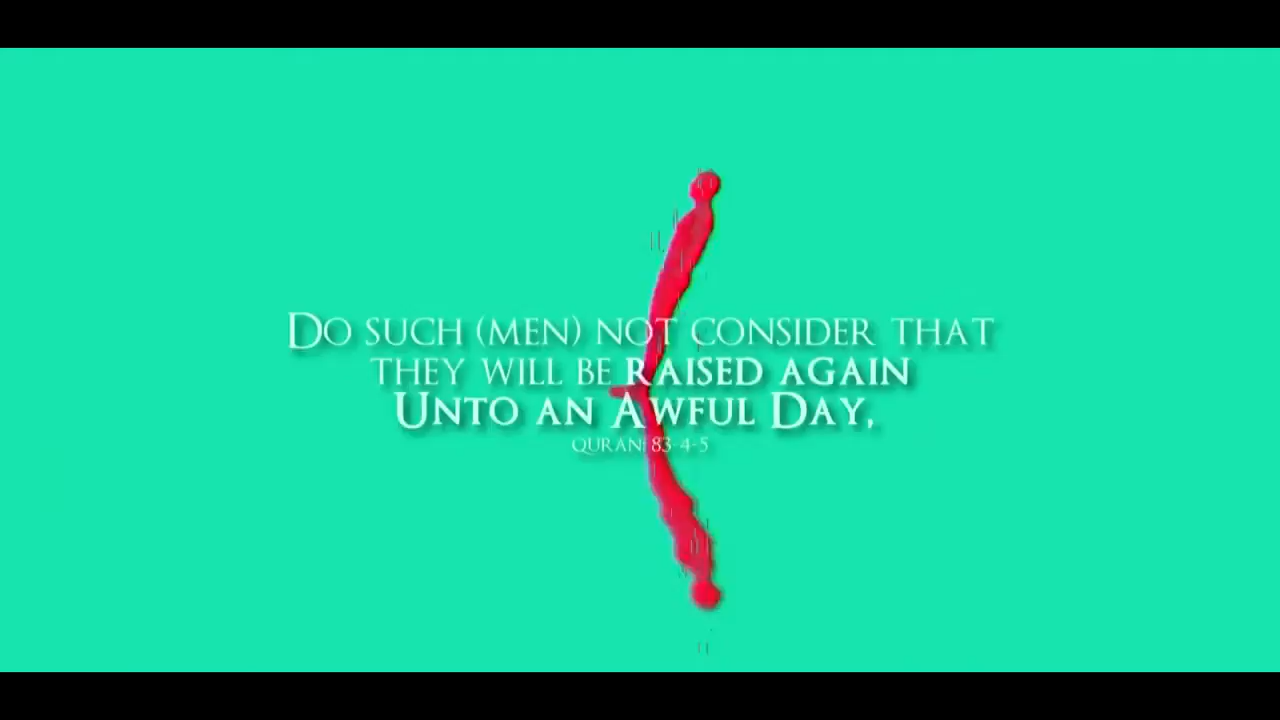 Do such (men) not consider that
they will be raised again
Unto an Awful Day,
Quran: 83-4-5